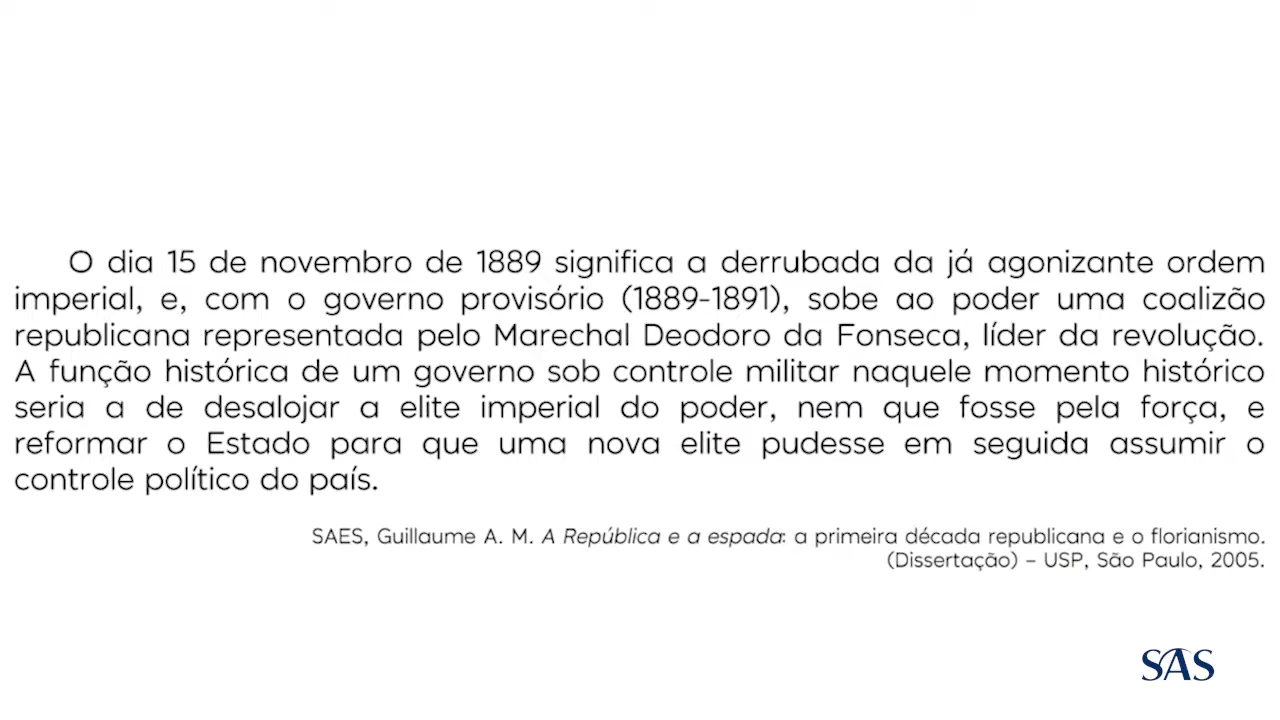 O dia 15 de novembro de 1889 significa a derrubada da já agonizante ordem
imperial, e, com o governo provisório (1889-1891), sobe ao poder uma coalizão
republicana representada pelo Marechal Deodoro da Fonseca, líder da revolução.
A função histórica de um governo sob controle militar naquele momento histórico
seria a de desalojar a elite imperial do poder, nem que fosse pela força, e
reformar o Estado para que uma nova elite pudesse em seguida assumir o
controle político do país.
SAES, Guillaume A. M. A República e a espada: a primeira década republicana e o florianismo.
(Dissertação) – USP, São Paulo, 2005.
SAS